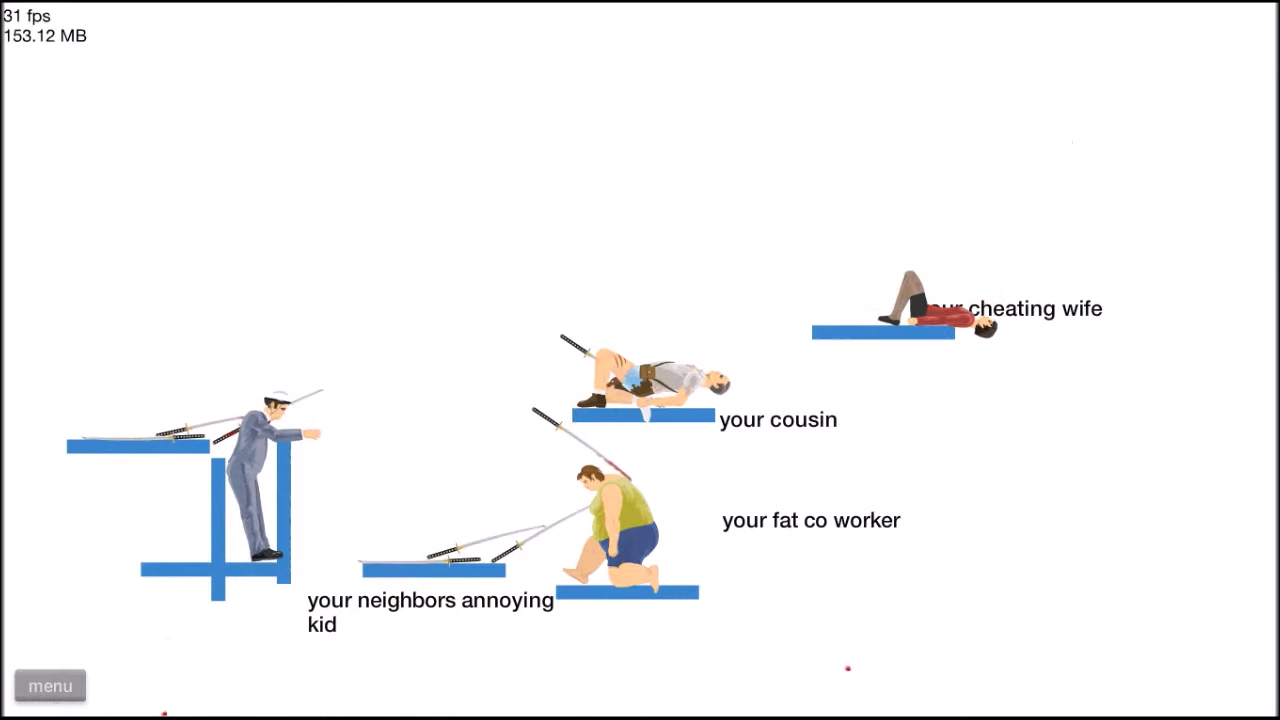 31 fps
153.12 MB
cheating wife
your cousin
your fat co worker
your neighbors annoying
kid
menu